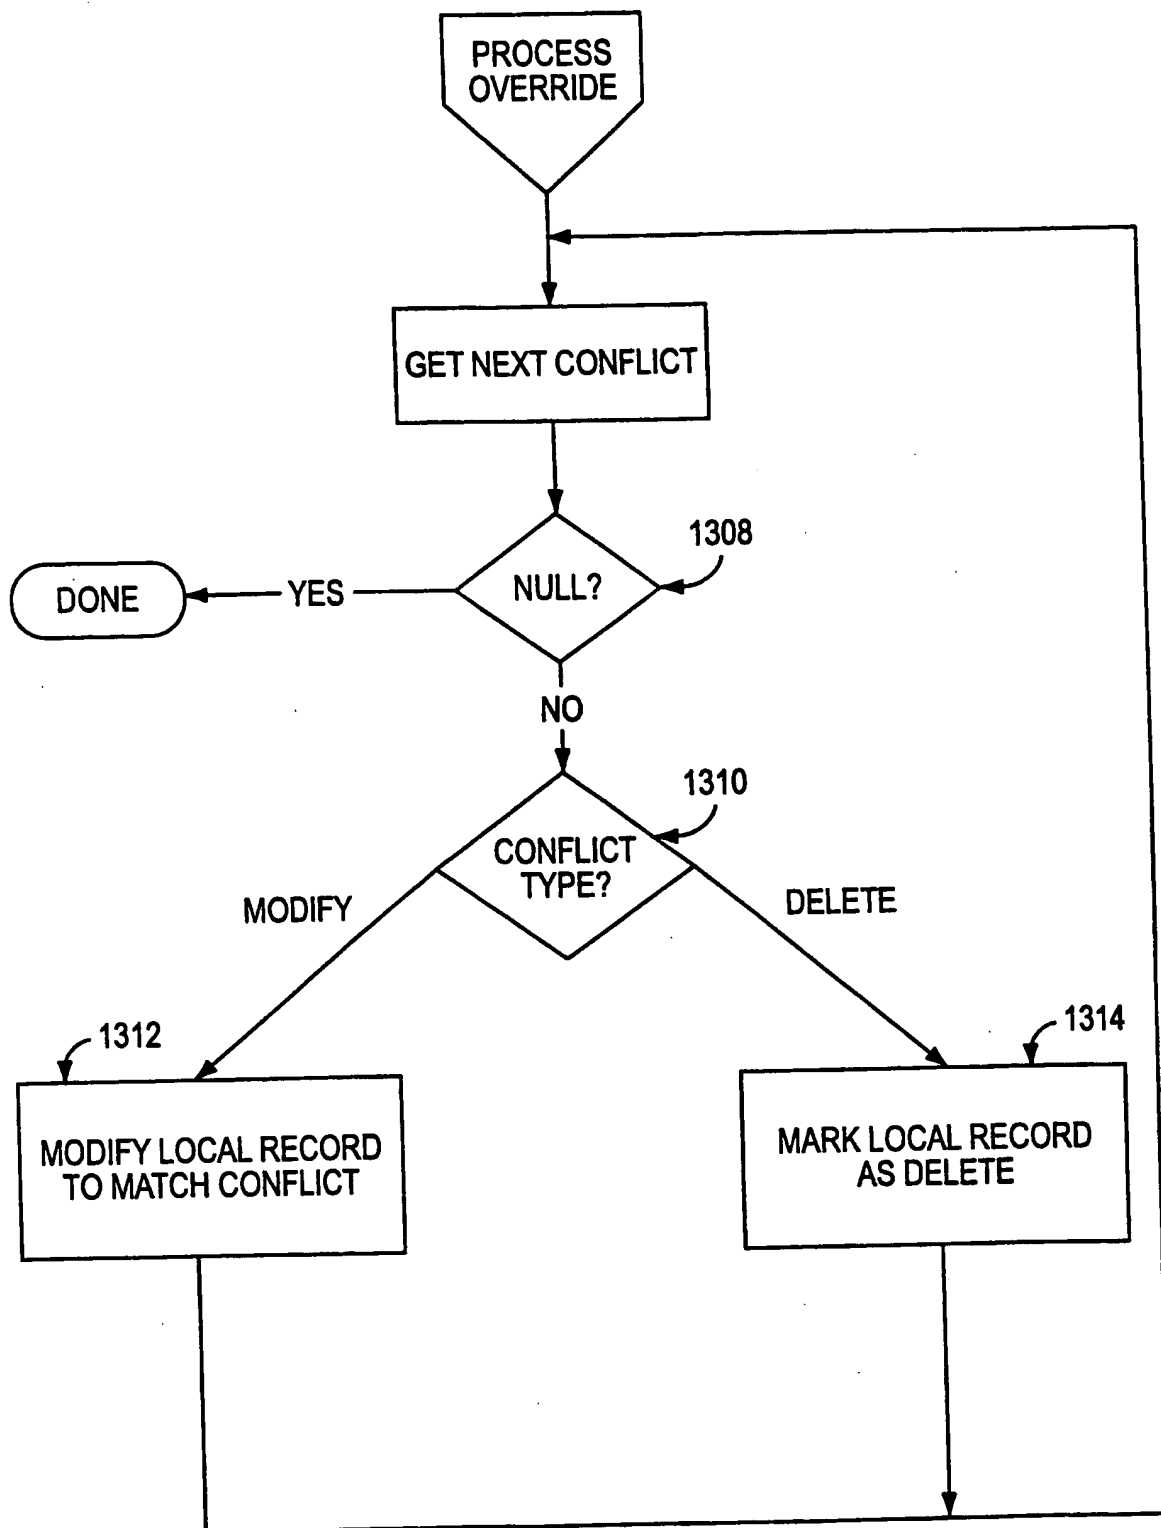 PROCESS
OVERRIDE
GET NEXT CONFLICT
1308
NULL?
YES
DONE
NO
1310
CONFLICT
TYPE?
MODIFY
DELETE
1312
1314
MODIFY LOCAL RECORD
TO MATCH CONFLICT
MARK LOCAL RECORD
AS DELETE